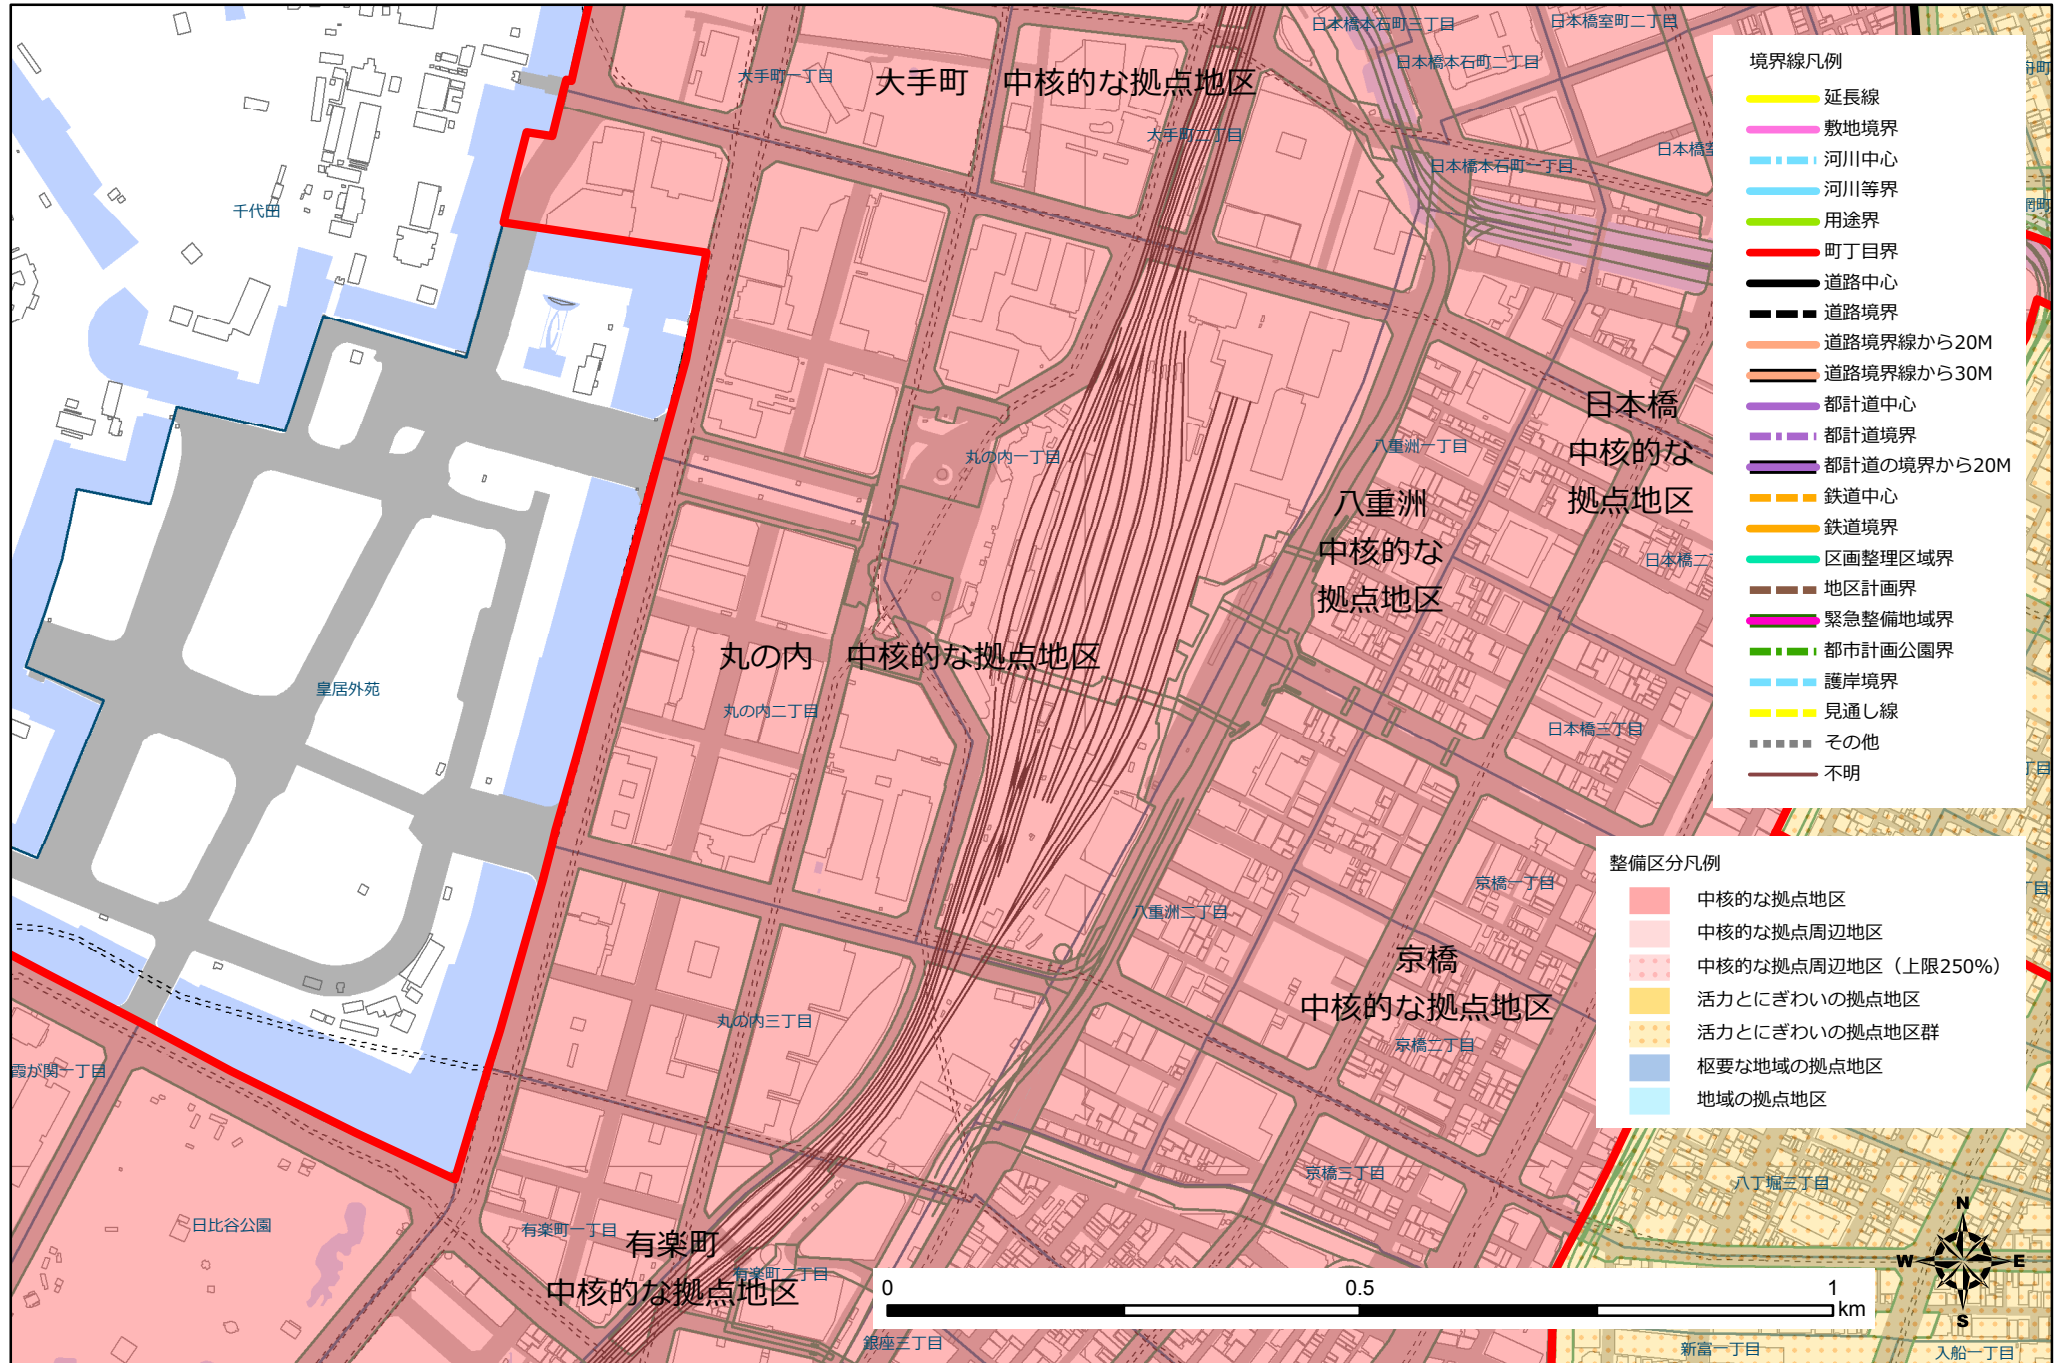 日本橋本石町三丁目
日本橋室町二丁目
大手町一丁目
大手町 中核的な拠点地区
日本橋本石町二丁目
大手町二丁目
日本橋本石町一丁目
千代田
日本橋
中核的な
拠点地区
八重洲一丁目
丸の内一丁目
八重洲
中核的な
拠点地区
丸の内 中核的な拠点地区
皇居外苑
丸の内二丁目
日本橋三丁目
京橋一丁目
八重洲二丁目
京橋
中核的な拠点地区
丸の内三丁目
京橋二丁目
霞が関一丁目
京橋三丁目
八丁堀三丁目
日比谷公園
有楽町一丁目
有楽町
中核的な拠点地区
有楽町二丁目
銀座三丁目
新富一丁目
入船一丁目
境界線凡例
延長線
敷地境界
河川中心
河川等界
用途界
町丁目界
道路中心
道路境界
道路境界線から20M
道路境界線から30M
都計道中心
都計道境界
都計道の境界から20M
鉄道中心
鉄道境界
区画整理区域界
地区計画界
緊急整備地域界
都市計画公園界
護岸境界
見通し線
その他
不明
整備区分凡例
中核的な拠点地区
中核的な拠点周辺地区
中核的な拠点周辺地区（上限250%）
活力とにぎわいの拠点地区
活力とにぎわいの拠点地区群
枢要な地域の拠点地区
地域の拠点地区
N
W E
S
0 0.5 1
km